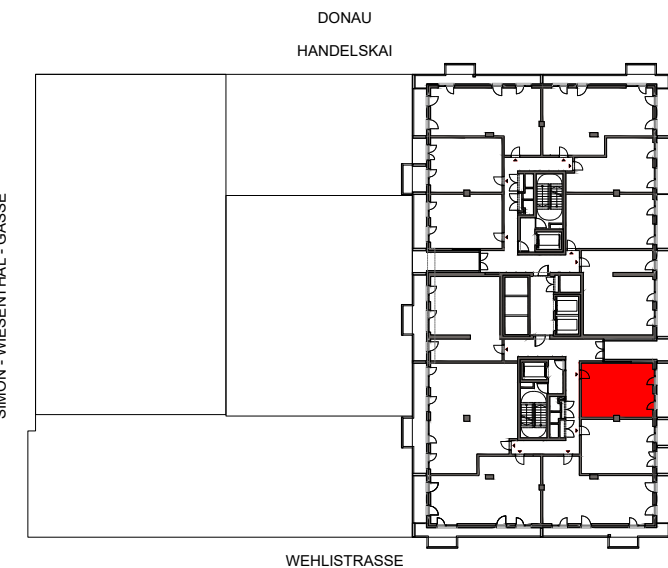 DONAU
HANDELSKAI
SIMON - WIESENTHAL - GASSE
WEHLISTRASSE